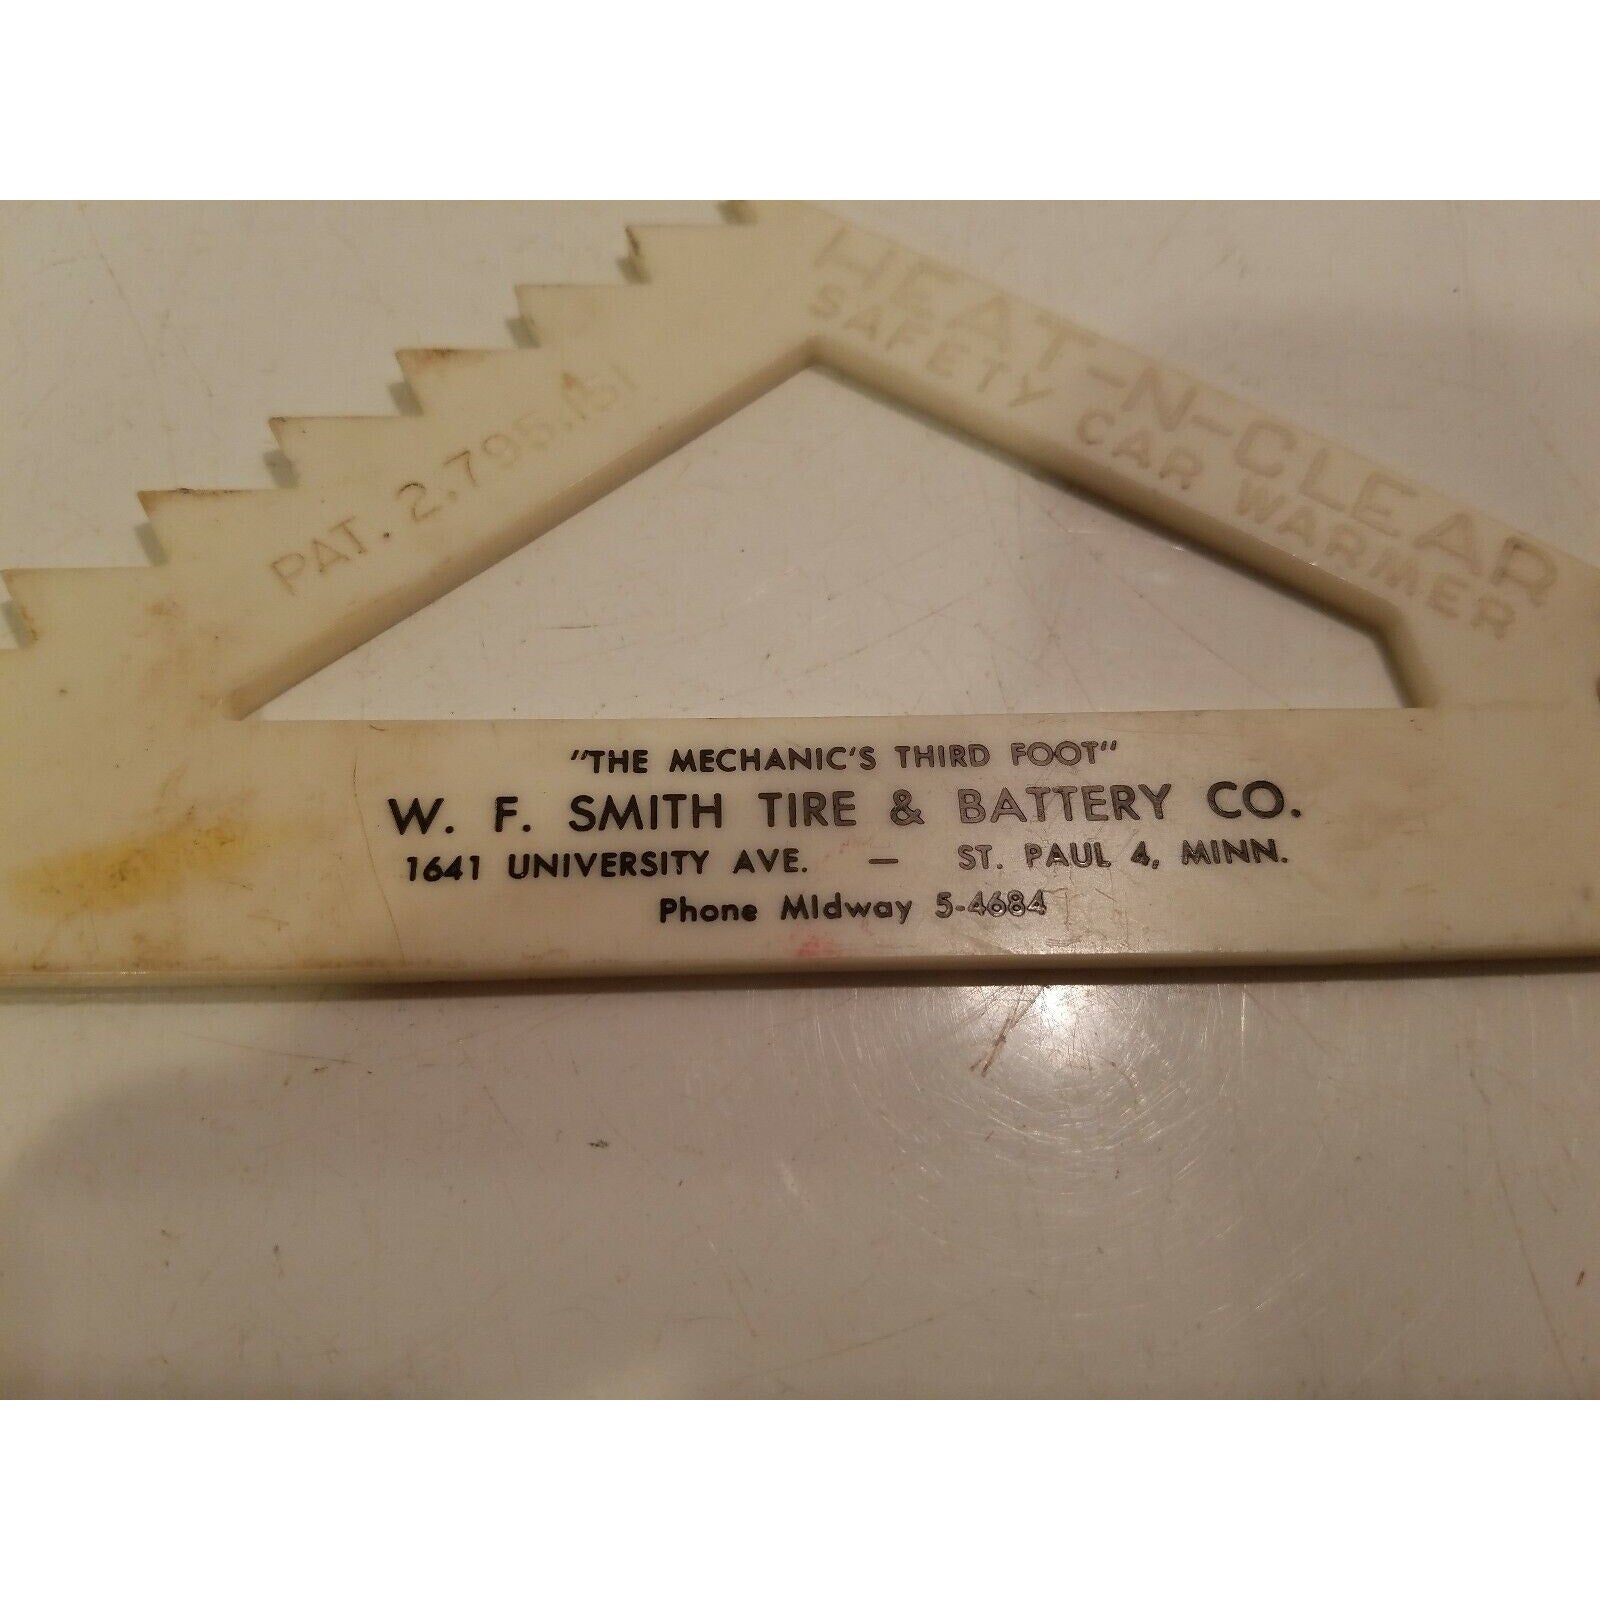 HEAT-N-CLEAR
SAFETY CAR WARMER
PAT. 2,795,151
"THE MECHANIC'S THIRD FOOT"
W. F. SMITH TIRE & BATTERY CO.
1641 UNIVERSITY AVE. — ST. PAUL 4, MINN.
Phone MIdway 5-4684